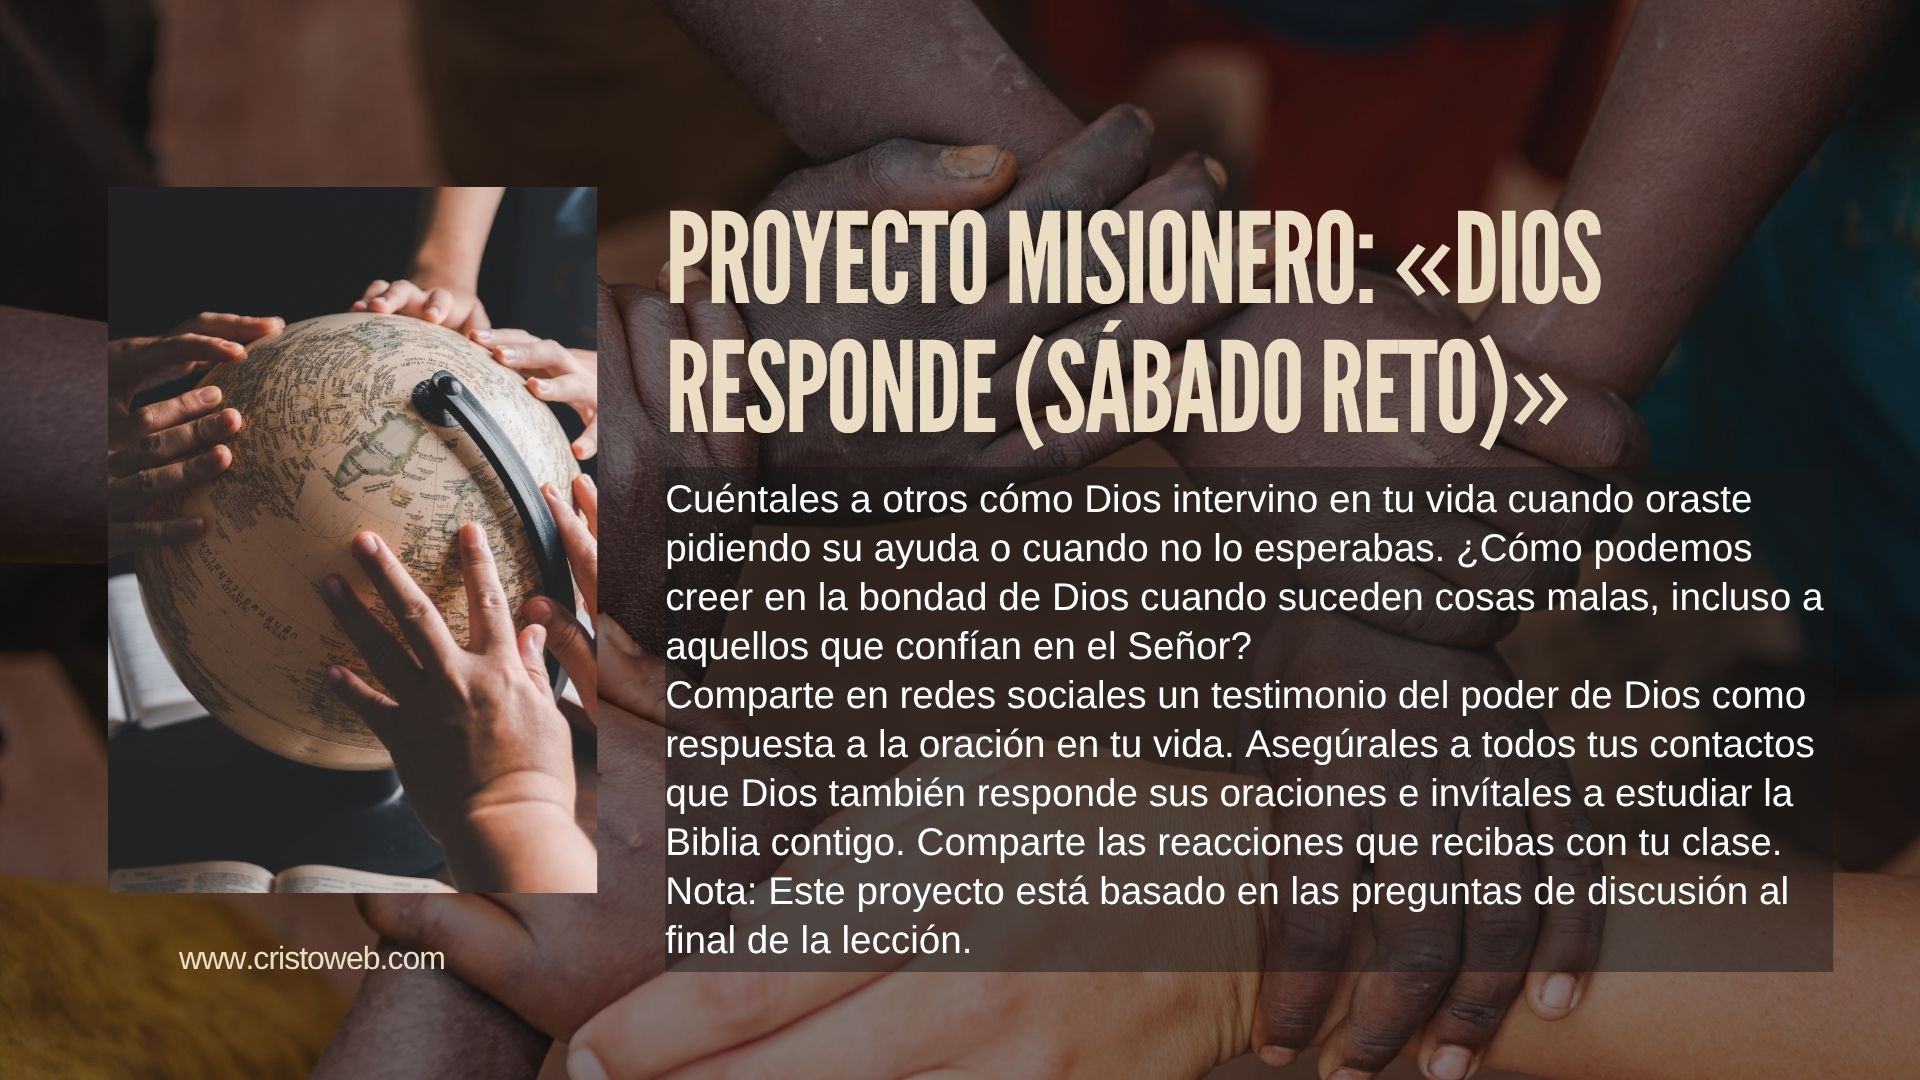 PROYECTO MISIONERO: «DIOS
RESPONDE (SÁBADO RETO)»
Cuéntales a otros cómo Dios intervino en tu vida cuando oraste
pidiendo su ayuda o cuando no lo esperabas. ¿Cómo podemos
creer en la bondad de Dios cuando suceden cosas malas, incluso a
aquellos que confían en el Señor?
Comparte en redes sociales un testimonio del poder de Dios como
respuesta a la oración en tu vida. Asegúrales a todos tus contactos
que Dios también responde sus oraciones e invítales a estudiar la
Biblia contigo. Comparte las reacciones que recibas con tu clase.
Nota: Este proyecto está basado en las preguntas de discusión al
final de la lección.
www.cristoweb.com